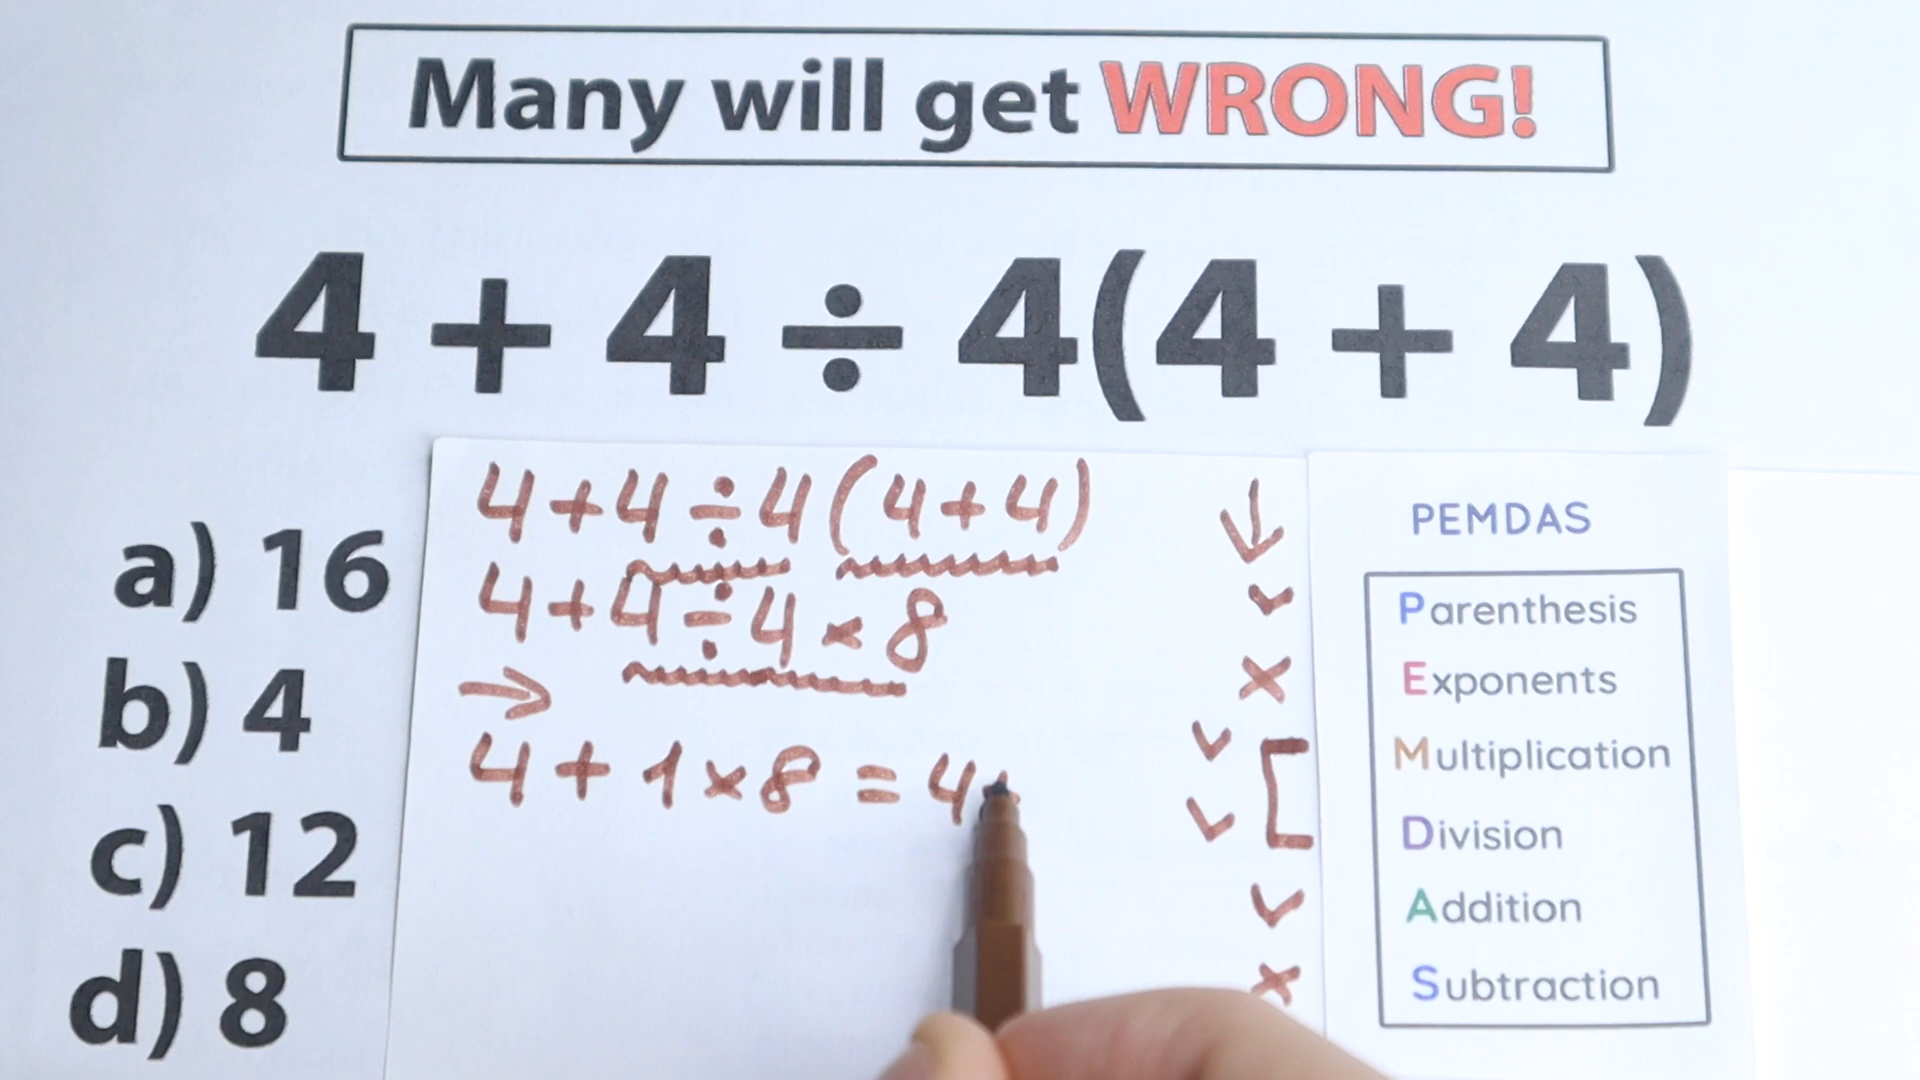 Many will get WRONG!
4 + 4 ÷ 4(4 + 4)
a) 16
b) 4
c) 12
d) 8
4+4÷4(4+4)
4+4÷4×8
4+1×8=4+
PEMDAS
Parenthesis
Exponents
Multiplication
Division
Addition
Subtraction